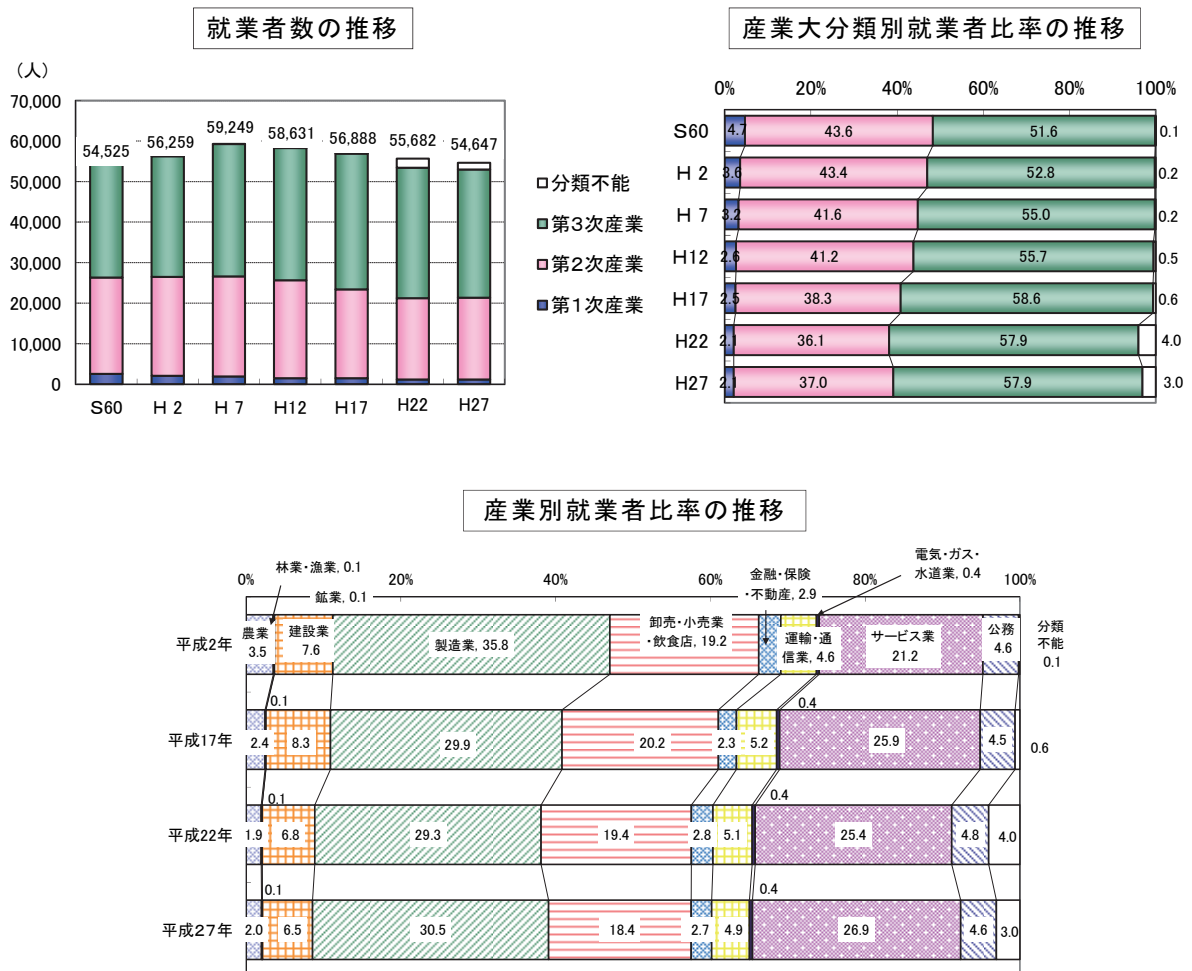 就業者数の推移
(人)
70,000
60,000
50,000
40,000
30,000
20,000
10,000
0
54,525
56,259
59,249
58,631
56,888
55,682
54,647
S60
H 2
H 7
H12
H17
H22
H27
分類不能
第3次産業
第2次産業
第1次産業
産業大分類別就業者比率の推移
0% 20% 40% 60% 80% 100%
S60 4.7 43.6 51.6 0.1
H 2 3.6 43.4 52.8 0.2
H 7 3.2 41.6 55.0 0.2
H12 2.6 41.2 55.7 0.5
H17 2.5 38.3 58.6 0.6
H22 2.1 36.1 57.9 4.0
H27 2.1 37.0 57.9 3.0
産業別就業者比率の推移
0% 20% 40% 60% 80% 100%
林業・漁業, 0.1
鉱業, 0.1
金融・保険
・不動産, 2.9
電気・ガス・
水道業, 0.4
平成2年
農業
3.5
建設業
7.6
製造業, 35.8
卸売・小売業
・飲食店, 19.2
運輸・通
信業, 4.6
サービス業
21.2
公務
4.6
分類
不能
0.1
0.1 0.4
平成17年 2.4 8.3 29.9 20.2 2.3 5.2 25.9 4.5 0.6
0.1 0.4
平成22年 1.9 6.8 29.3 19.4 2.8 5.1 25.4 4.8 4.0
0.1 0.4
平成27年 2.0 6.5 30.5 18.4 2.7 4.9 26.9 4.6 3.0